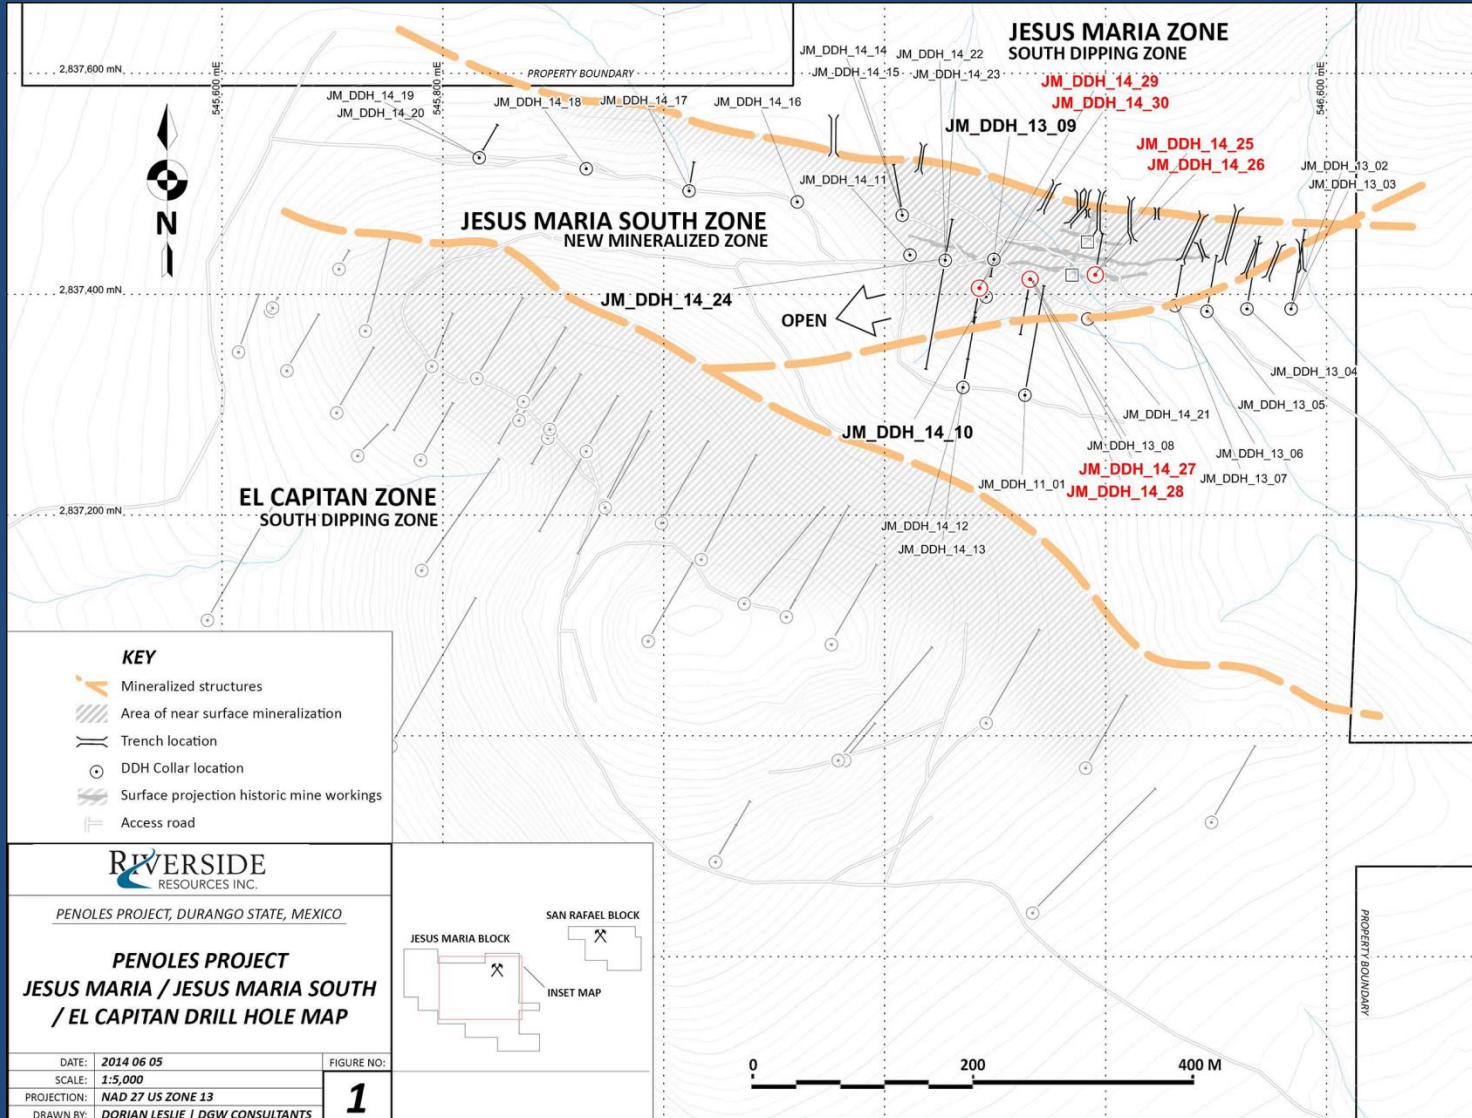 JESUS MARIA ZONE
SOUTH DIPPING ZONE
2,837,600 mN
545,600 mE
545,800 mE
546,600 mE
PROPERTY BOUNDARY
JM_DDH_14_14
JM_DDH_14_15
JM_DDH_14_22
JM_DDH_14_23
JM_DDH_14_29
JM_DDH_14_30
JM_DDH_14_19
JM_DDH_14_20
JM_DDH_14_18
JM_DDH_14_17
JM_DDH_14_16
JM_DDH_13_09
JM_DDH_14_25
JM_DDH_14_26
JM_DDH_13_02
JM_DDH_13_03
JM_DDH_14_11
N
JESUS MARIA SOUTH ZONE
NEW MINERALIZED ZONE
2,837,400 mN
JM_DDH_14_24
OPEN
JM_DDH_13_04
JM_DDH_13_05
JM_DDH_14_21
JM_DDH_14_10
JM_DDH_13_08
JM_DDH_13_06
JM_DDH_13_07
JM_DDH_14_27
JM_DDH_14_28
JM_DDH_11_01
EL CAPITAN ZONE
SOUTH DIPPING ZONE
2,837,200 mN
JM_DDH_14_12
JM_DDH_14_13
KEY
Mineralized structures
Area of near surface mineralization
Trench location
DDH Collar location
Surface projection historic mine workings
Access road
RIVERSIDE
RESOURCES INC.
PENOLES PROJECT, DURANGO STATE, MEXICO
PENOLES PROJECT
JESUS MARIA / JESUS MARIA SOUTH
/ EL CAPITAN DRILL HOLE MAP
DATE: 2014 06 05
SCALE: 1:5,000
PROJECTION: NAD 27 US ZONE 13
DRAWN BY: DORIAN LESLIE | DGW CONSULTANTS
FIGURE NO:
1
JESUS MARIA BLOCK
SAN RAFAEL BLOCK
INSET MAP
0 200 400 M
PROPERTY BOUNDARY